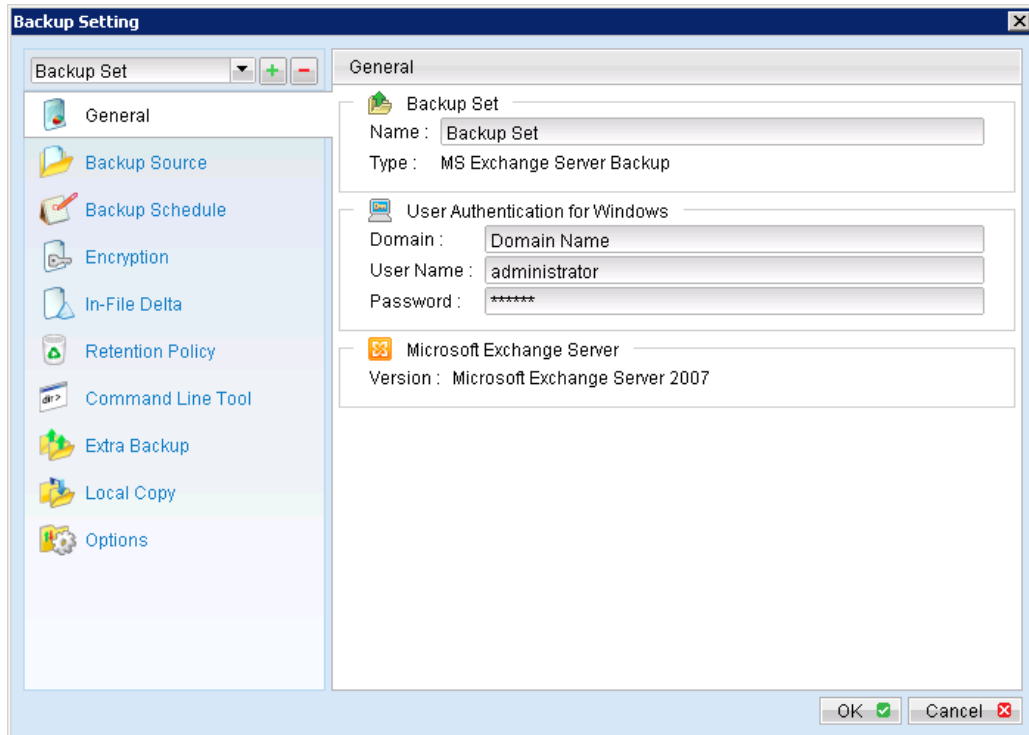 Backup Setting
Backup Set
General
Backup Source
Backup Schedule
Encryption
In-File Delta
Retention Policy
Command Line Tool
Extra Backup
Local Copy
Options
General
Backup Set
Name : Backup Set
Type : MS Exchange Server Backup
User Authentication for Windows
Domain : Domain Name
User Name : administrator
Password : ******
Microsoft Exchange Server
Version : Microsoft Exchange Server 2007
OK
Cancel